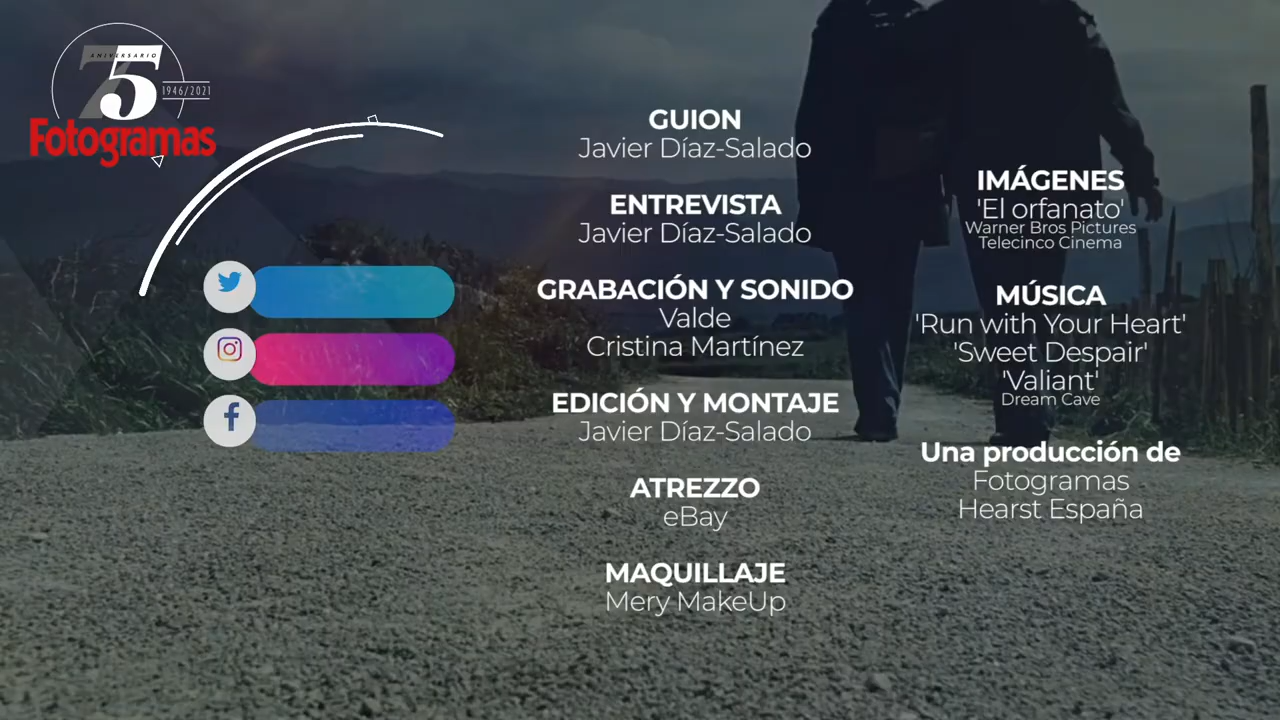 75
ANIVERSARIO
1946/2021
Fotogramas
GUION
Javier Díaz-Salado
ENTREVISTA
Javier Díaz-Salado
GRABACIÓN Y SONIDO
Valde
Cristina Martínez
EDICIÓN Y MONTAJE
Javier Díaz-Salado
ATREZZO
eBay
MAQUILLAJE
Mery MakeUp
IMÁGENES
'El orfanato'
Warner Bros Pictures
Telecinco Cinema
MÚSICA
'Run with Your Heart'
'Sweet Despair'
'Valiant'
Dream Cave
Una producción de
Fotogramas
Hearst España